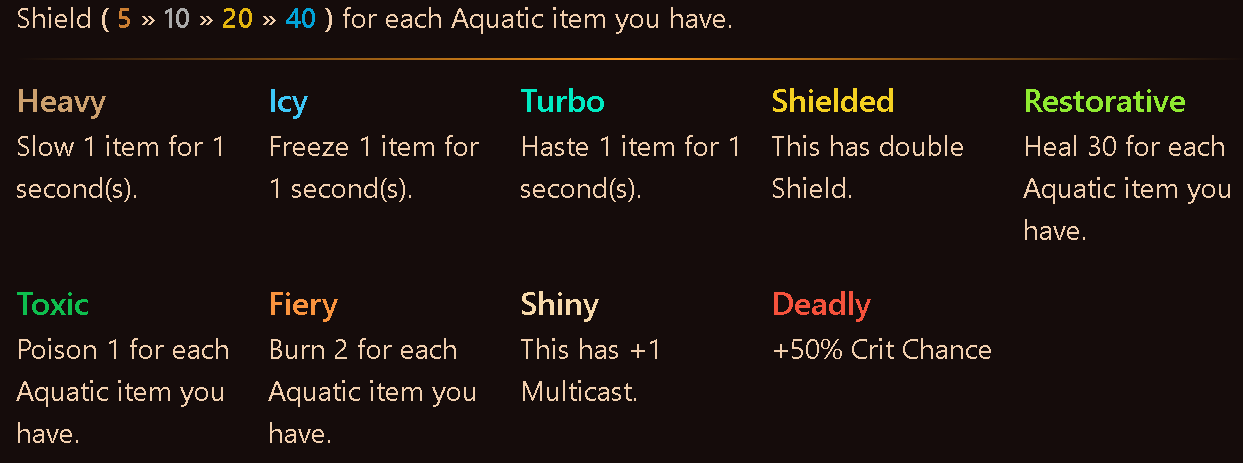 Shield ( 5 » 10 » 20 » 40 ) for each Aquatic item you have.
Heavy
Slow 1 item for 1
second(s).
Icy
Freeze 1 item for
1 second(s).
Turbo
Haste 1 item for 1
second(s).
Shielded
This has double
Shield.
Restorative
Heal 30 for each
Aquatic item you
have.
Toxic
Poison 1 for each
Aquatic item you
have.
Fiery
Burn 2 for each
Aquatic item you
have.
Shiny
This has +1
Multicast.
Deadly
+50% Crit Chance